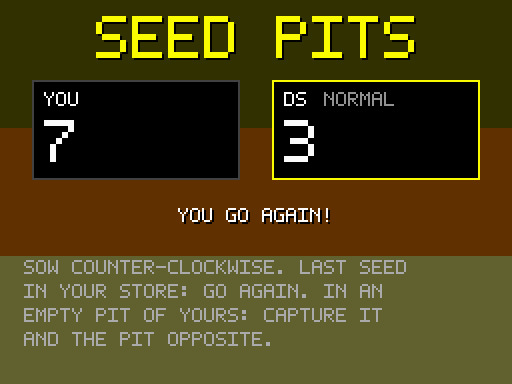 SEED PITS
YOU
7
DS NORMAL
3
YOU GO AGAIN!
SOW COUNTER-CLOCKWISE. LAST SEED
IN YOUR STORE: GO AGAIN. IN AN
EMPTY PIT OF YOURS: CAPTURE IT
AND THE PIT OPPOSITE.